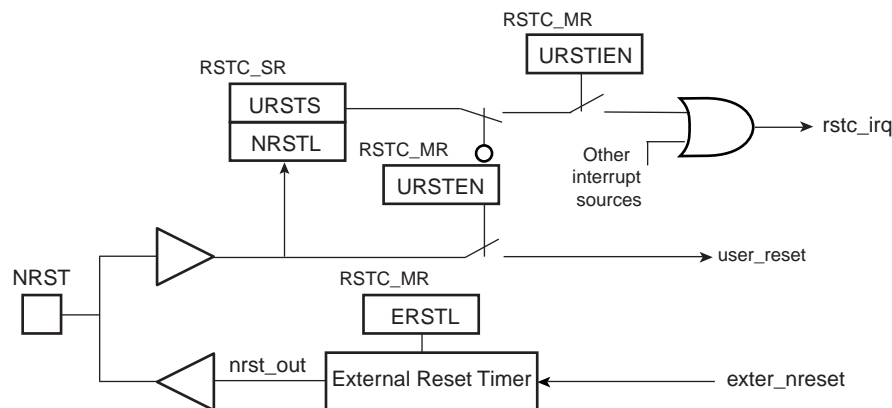 RSTC_MR
URSTIEN
RSTC_SR
URSTS
NRSTL
RSTC_MR
URSTEN
rstc_irq
Other
interrupt
sources
user_reset
NRST
RSTC_MR
ERSTL
nrst_out
External Reset Timer
exter_nreset